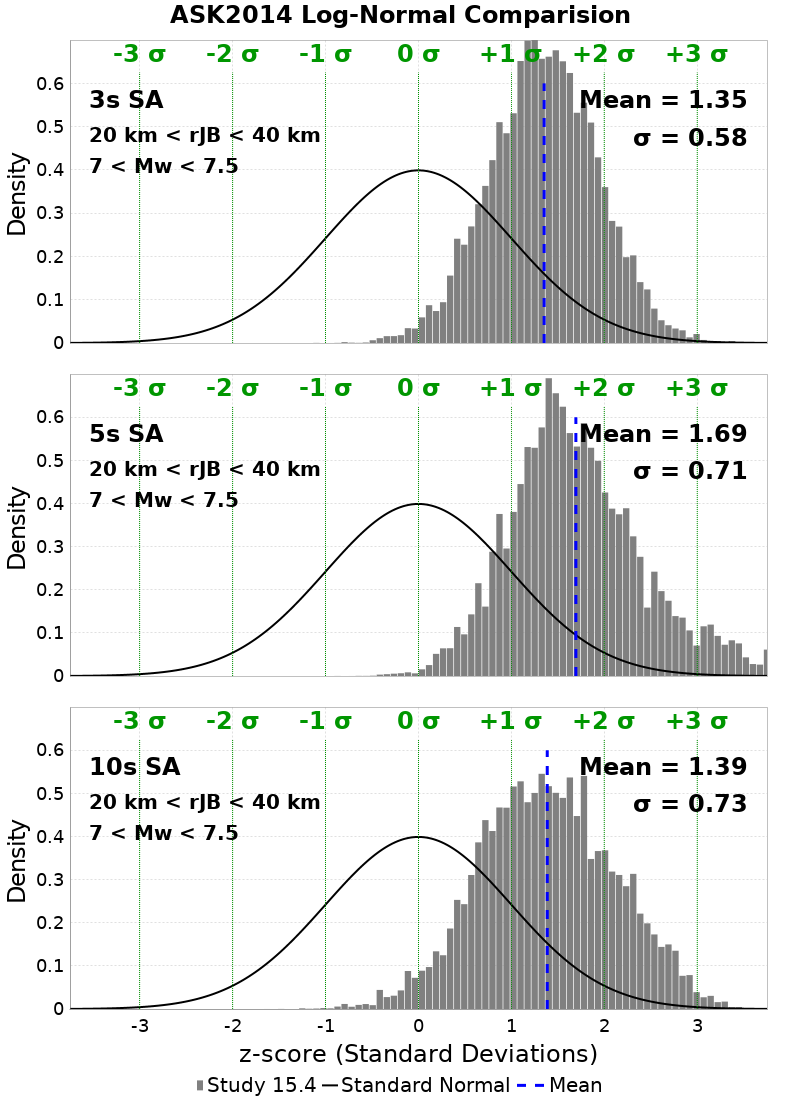 ASK2014 Log-Normal Comparision
-3 σ -2 σ -1 σ 0 σ +1 σ +2 σ +3 σ
3s SA
Mean = 1.35
20 km < rJB < 40 km
σ = 0.58
7 < Mw < 7.5
Density
0.6
0.5
0.4
0.3
0.2
0.1
0
-3 σ -2 σ -1 σ 0 σ +1 σ +2 σ +3 σ
5s SA
Mean = 1.69
20 km < rJB < 40 km
σ = 0.71
7 < Mw < 7.5
Density
0.6
0.5
0.4
0.3
0.2
0.1
0
-3 σ -2 σ -1 σ 0 σ +1 σ +2 σ +3 σ
10s SA
Mean = 1.39
20 km < rJB < 40 km
σ = 0.73
7 < Mw < 7.5
Density
0.6
0.5
0.4
0.3
0.2
0.1
0
-3 -2 -1 0 1 2 3
z-score (Standard Deviations)
Study 15.4 Standard Normal Mean